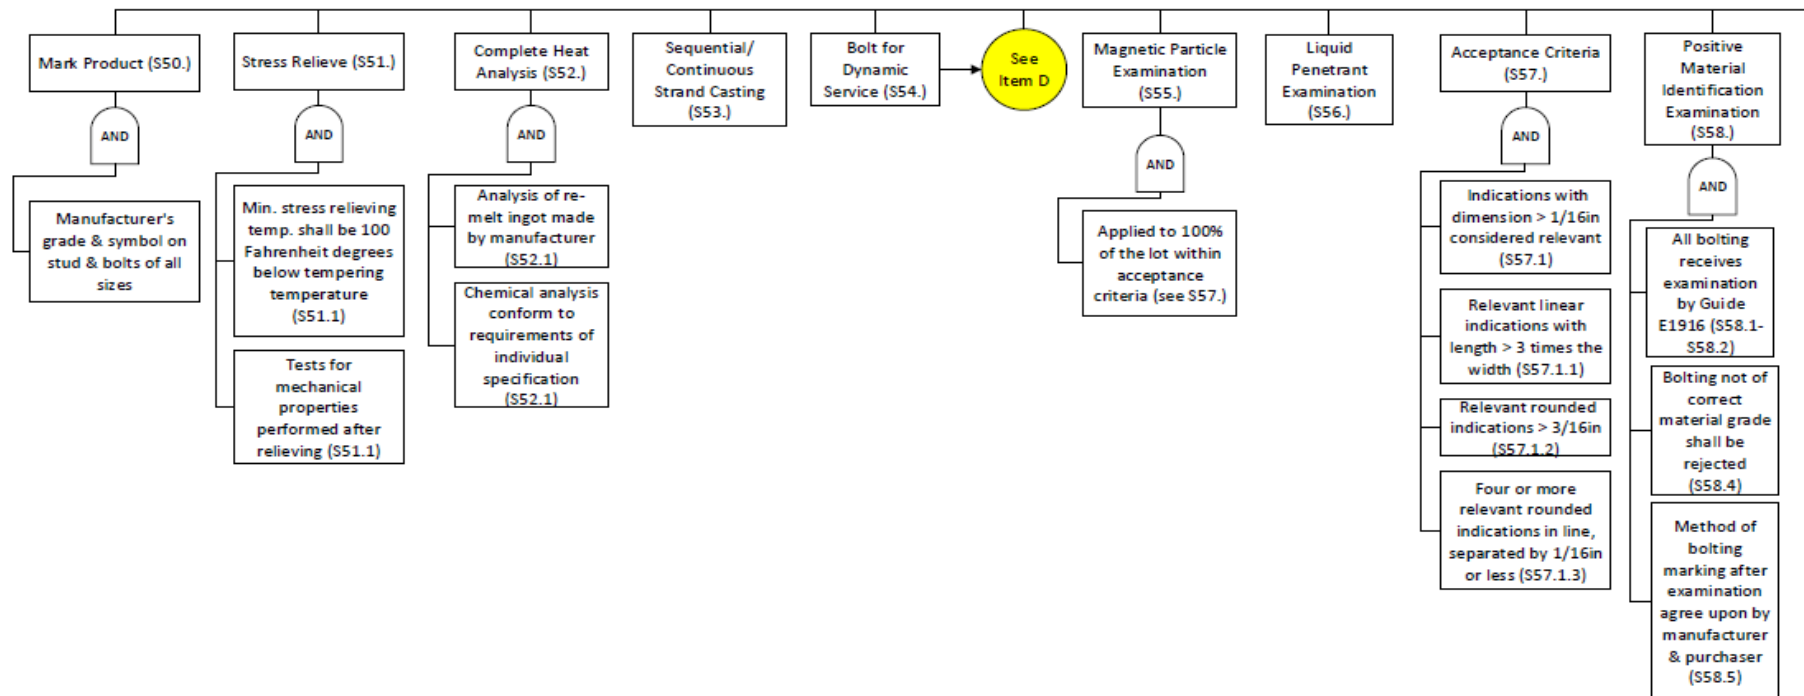 Mark Product (S50.)
AND
Manufacturer's
grade & symbol on
stud & bolts of all
sizes
Stress Relieve (S51.)
AND
Min. stress relieving
temp. shall be 100
Fahrenheit degrees
below tempering
temperature
(S51.1)
Tests for
mechanical
properties
performed after
relieving (S51.1)
Complete Heat
Analysis (S52.)
AND
Analysis of re-
melt ingot made
by manufacturer
(S52.1)
Chemical analysis
conform to
requirements of
individual
specification
(S52.1)
Sequential/
Continuous
Strand Casting
(S53.)
Bolt for
Dynamic
Service (S54.)
See
Item D
Magnetic Particle
Examination
(S55.)
AND
Applied to 100%
of the lot within
acceptance
criteria (see S57.)
Liquid
Penetrant
Examination
(S56.)
Acceptance Criteria
(S57.)
AND
Indications with
dimension > 1/16in
considered relevant
(S57.1)
Relevant linear
indications with
length > 3 times the
width (S57.1.1)
Relevant rounded
indications > 3/16in
(S57.1.2)
Four or more
relevant rounded
indications in line,
separated by 1/16in
or less (S57.1.3)
Positive
Material
Identification
Examination
(S58.)
AND
All bolting
receives
examination
by Guide
E1916 (S58.1-
S58.2)
Bolting not of
correct
material grade
shall be
rejected
(S58.4)
Method of
bolting
marking after
examination
agree upon by
manufacturer
& purchaser
(S58.5)